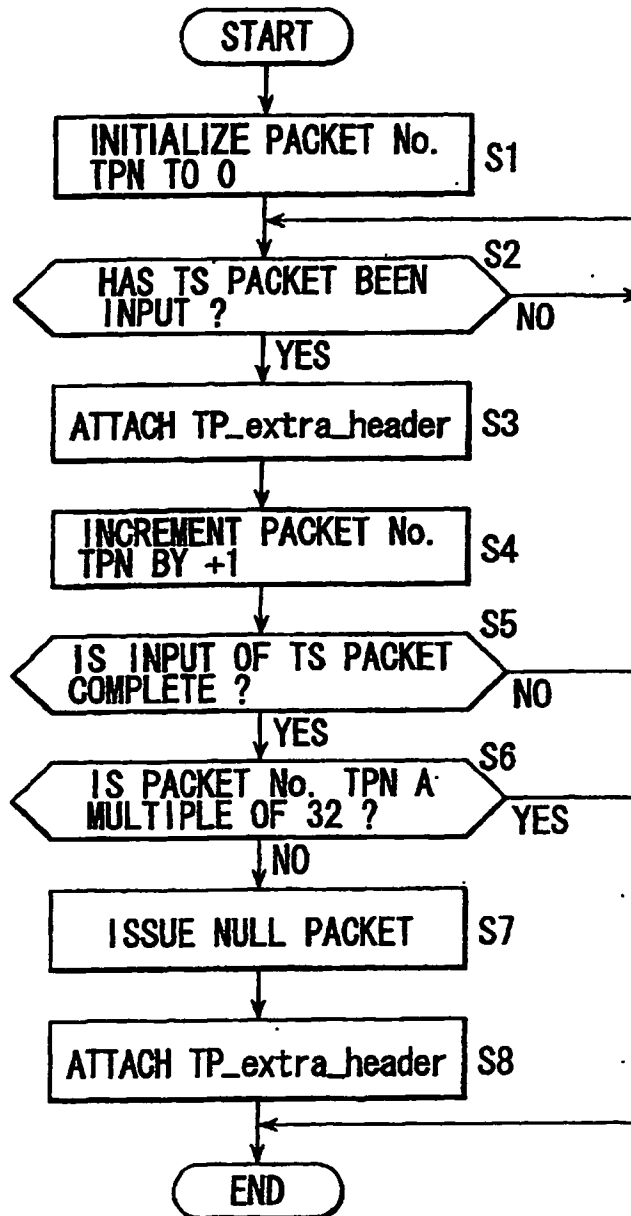 START
INITIALIZE PACKET No.
TPN TO 0
S1
S2
HAS TS PACKET BEEN
INPUT ?
NO
YES
ATTACH TP_extra_header
S3
INCREMENT PACKET No.
TPN BY +1
S4
S5
IS INPUT OF TS PACKET
COMPLETE ?
NO
YES
S6
IS PACKET No. TPN A
MULTIPLE OF 32 ?
YES
NO
ISSUE NULL PACKET
S7
ATTACH TP_extra_header
S8
END